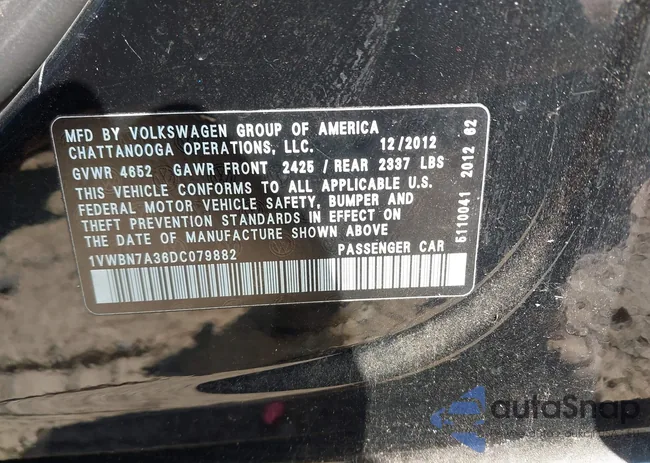 MFD BY VOLKSWAGEN GROUP OF AMERICA
CHATTANOOGA OPERATIONS, LLC. 12/2012
GVWR 4652 GAWR FRONT 2425 / REAR 2337 LBS
THIS VEHICLE CONFORMS TO ALL APPLICABLE U.S.
FEDERAL MOTOR VEHICLE SAFETY, BUMPER AND
THEFT PREVENTION STANDARDS IN EFFECT ON
THE DATE OF MANUFACTURE SHOWN ABOVE
1VWBN7A36DC079882 PASSENGER CAR
5110041 2012 62
autoSnap